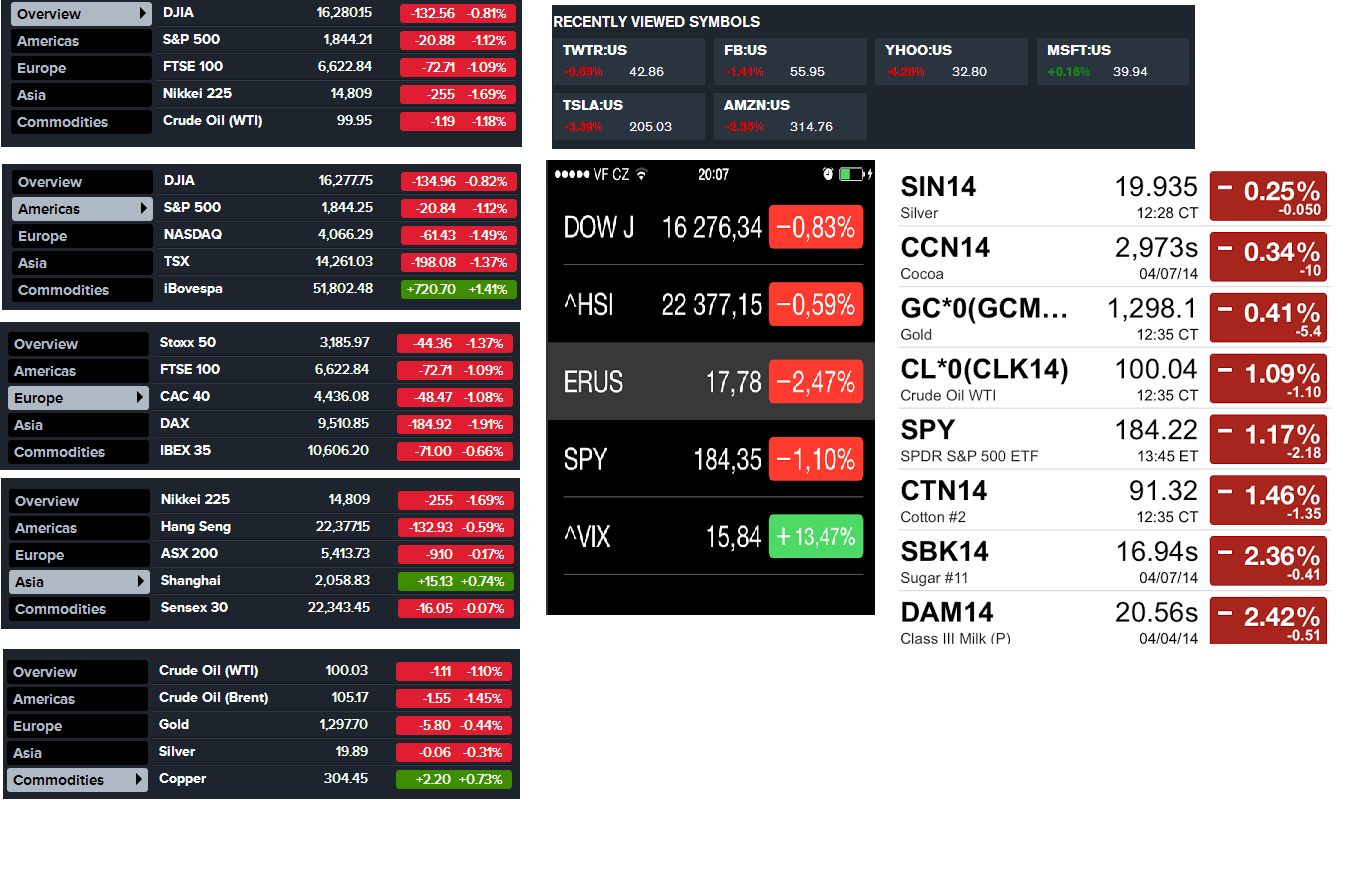 Overview DJIA 16,280.15 -132.56 -0.81%
Americas S&P 500 1,844.21 -20.88 -1.12%
Europe FTSE 100 6,622.84 -72.71 -1.09%
Asia Nikkei 225 14,809 -255 -1.69%
Commodities Crude Oil (WTI) 99.95 -1.19 -1.18%
RECENTLY VIEWED SYMBOLS
TWTR:US FB:US YHOO:US MSFT:US
-0.65% 42.86 -1.41% 55.95 -4.26% 32.80 +0.16% 39.94
TSLA:US AMZN:US
-3.39% 205.03 -2.55% 314.76
Overview DJIA 16,277.75 -134.96 -0.82%
Americas S&P 500 1,844.25 -20.84 -1.12%
Europe NASDAQ 4,066.29 -61.43 -1.49%
Asia TSX 14,261.03 -198.08 -1.37%
Commodities iBovespa 51,802.48 +720.70 +1.41%
Overview Stoxx 50 3,185.97 -44.36 -1.37%
Americas FTSE 100 6,622.84 -72.71 -1.09%
Europe CAC 40 4,436.08 -48.47 -1.08%
Asia DAX 9,510.85 -184.92 -1.91%
Commodities IBEX 35 10,606.20 -71.00 -0.66%
Overview Nikkei 225 14,809 -255 -1.69%
Americas Hang Seng 22,377.15 -132.93 -0.59%
Europe ASX 200 5,413.73 -9.10 -0.17%
Asia Shanghai 2,058.83 +15.13 +0.74%
Commodities Sensex 30 22,343.45 -16.05 -0.07%
Overview Crude Oil (WTI) 100.03 -1.11 -1.10%
Americas Crude Oil (Brent) 105.17 -1.55 -1.45%
Europe Gold 1,297.70 -5.80 -0.44%
Asia Silver 19.89 -0.06 -0.31%
Commodities Copper 304.45 +2.20 +0.73%
VF CZ 20:07
DOW J 16 276,34 −0,83%
^HSI 22 377,15 −0,59%
ERUS 17,78 −2,47%
SPY 184,35 −1,10%
^VIX 15,84 +13,47%
SIN14 19.935 − 0.25%
Silver 12:28 CT -0.050
CCN14 2,973s − 0.34%
Cocoa 04/07/14 -10
GC*0(GCM... 1,298.1 − 0.41%
Gold 12:35 CT -5.4
CL*0(CLK14) 100.04 − 1.09%
Crude Oil WTI 12:35 CT -1.10
SPY 184.22 − 1.17%
SPDR S&P 500 ETF 13:45 ET -2.18
CTN14 91.32 − 1.46%
Cotton #2 12:35 CT -1.35
SBK14 16.94s − 2.36%
Sugar #11 04/07/14 -0.41
DAM14 20.56s − 2.42%
Class III Milk (P) 04/04/14 -0.51